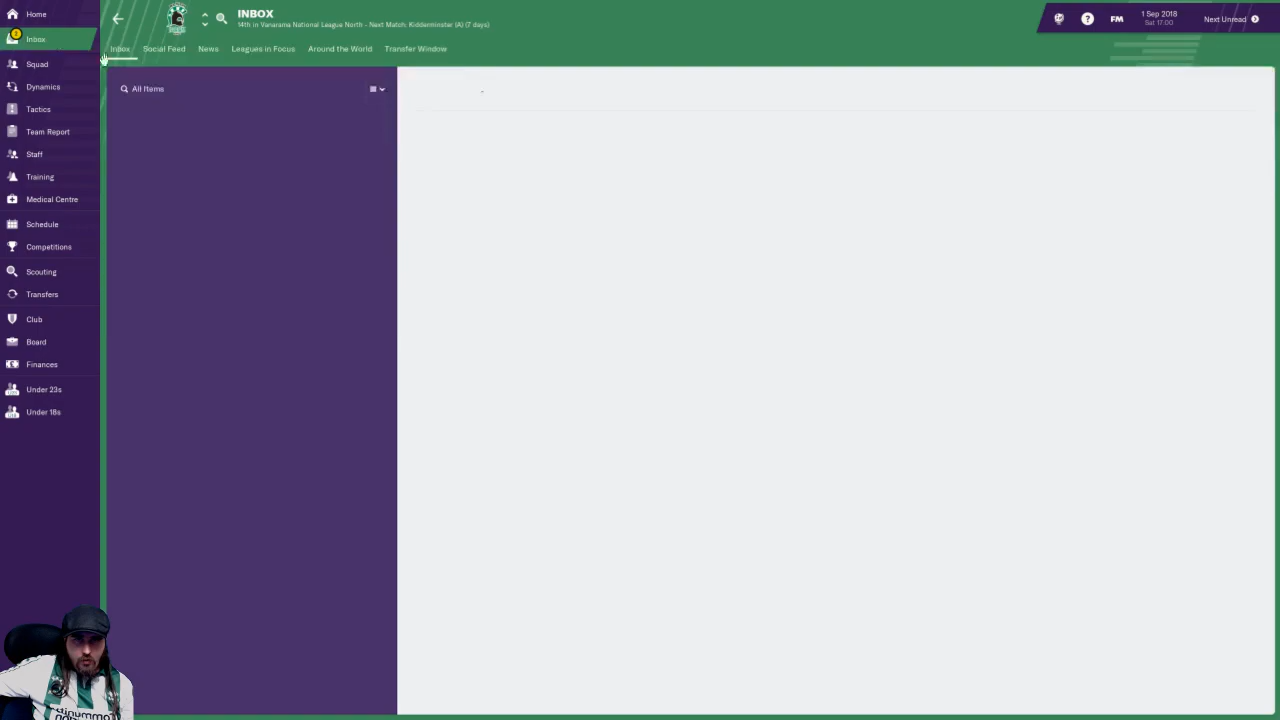 Home
Inbox
Squad
Dynamics
Tactics
Team Report
Staff
Training
Medical Centre
Schedule
Competitions
Scouting
Transfers
Club
Board
Finances
Under 23s
Under 18s
INBOX
14th in Vanarama National League North - Next Match: Kidderminster (A) (7 days)
Inbox Social Feed News Leagues in Focus Around the World Transfer Window
FM
1 Sep 2018
Sat 17:00
Next Unread
All Items
-